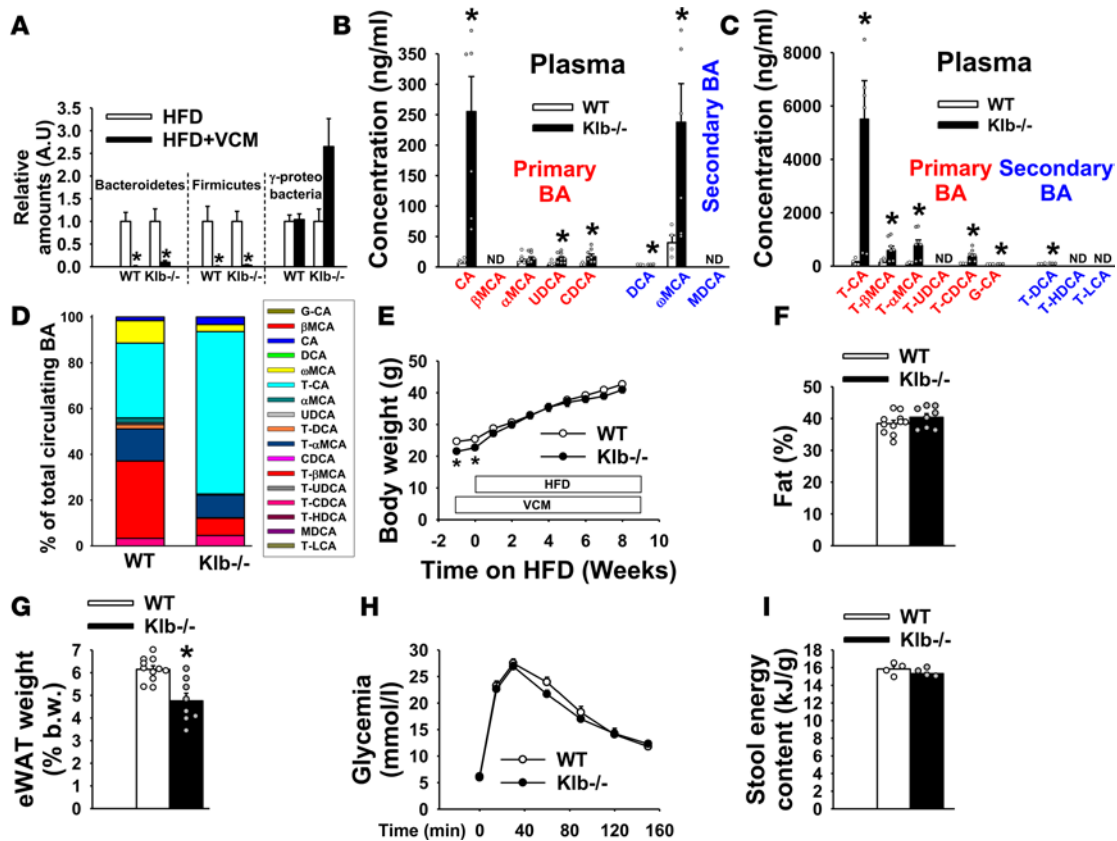 A
Relative
amounts (A.U)
3.5
3.0
2.5
2.0
1.5
1.0
0.5
0.0
HFD
HFD+VCM
Bacteroidetes
Firmicutes
γ-proteo
bacteria
* * * *
WT Klb-/- WT Klb-/- WT Klb-/-
B
Concentration (ng/ml)
350
300
250
200
150
100
50
0
Plasma
WT
Klb-/-
Primary
BA
Secondary BA
* ND * * * * ND
CA
βMCA
αMCA
UDCA
CDCA
DCA
ωMCA
MDCA
C
Concentration (ng/ml)
8000
6000
4000
2000
0
Plasma
WT
Klb-/-
Primary
BA
Secondary
BA
* * * ND * * * ND ND
T-CA
T-βMCA
T-αMCA
T-UDCA
T-CDCA
G-CA
T-DCA
T-HDCA
T-LCA
D
% of total circulating BA
100
80
60
40
20
0
WT Klb-/-
G-CA
βMCA
CA
DCA
ωMCA
T-CA
αMCA
UDCA
T-DCA
T-αMCA
CDCA
T-βMCA
T-UDCA
T-CDCA
T-HDCA
MDCA
T-LCA
E
Body weight (g)
50
40
30
20
10
0
* *
WT
Klb-/-
HFD
VCM
0 2 4 6 8 10
Time on HFD (Weeks)
F
WT
Klb-/-
Fat (%)
50
40
30
20
10
0
G
WT
Klb-/-
*
eWAT weight
(% b.w.)
7
6
5
4
3
2
1
0
H
Glycemia
(mmol/l)
30
25
20
15
10
5
0
WT
Klb-/-
Time (min) 0 40 80 120 160
I
WT
Klb-/-
Stool energy
content (kJ/g)
18
16
14
12
10
8
6
4
2
0